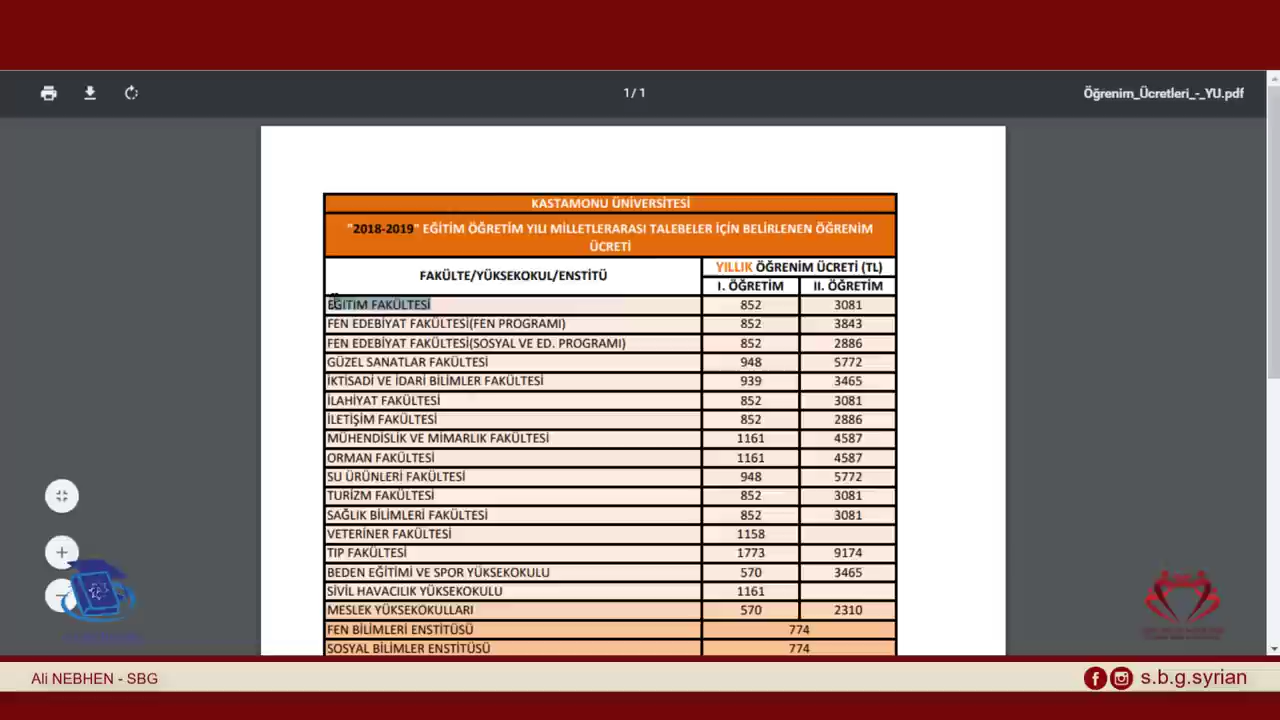 1 / 1
Öğrenim_Ücretleri_-_YU.pdf
KASTAMONU ÜNİVERSİTESİ
"2018-2019" EĞİTİM ÖĞRETİM YILI MİLLETLERARASI TALEBELER İÇİN BELİRLENEN ÖĞRENİM
ÜCRETİ
FAKÜLTE/YÜKSEKOKUL/ENSTİTÜ
YILLIK ÖĞRENİM ÜCRETİ (TL)
I. ÖĞRETİM II. ÖĞRETİM
EĞİTİM FAKÜLTESİ 852 3081
FEN EDEBİYAT FAKÜLTESİ(FEN PROGRAMI) 852 3843
FEN EDEBİYAT FAKÜLTESİ(SOSYAL VE ED. PROGRAMI) 852 2886
GÜZEL SANATLAR FAKÜLTESİ 948 5772
İKTİSADİ VE İDARİ BİLİMLER FAKÜLTESİ 939 3465
İLAHİYAT FAKÜLTESİ 852 3081
İLETİŞİM FAKÜLTESİ 852 2886
MÜHENDİSLİK VE MİMARLIK FAKÜLTESİ 1161 4587
ORMAN FAKÜLTESİ 1161 4587
SU ÜRÜNLERİ FAKÜLTESİ 948 5772
TURİZM FAKÜLTESİ 852 3081
SAĞLIK BİLİMLERİ FAKÜLTESİ 852 3081
VETERİNER FAKÜLTESİ 1158
TIP FAKÜLTESİ 1773 9174
BEDEN EĞİTİMİ VE SPOR YÜKSEKOKULU 570 3465
SİVİL HAVACILIK YÜKSEKOKULU 1161
MESLEK YÜKSEKOKULLARI 570 2310
FEN BİLİMLERİ ENSTİTÜSÜ 774
SOSYAL BİLİMLER ENSTİTÜSÜ 774
Ali NEBHEN - SBG
s.b.g.syrian